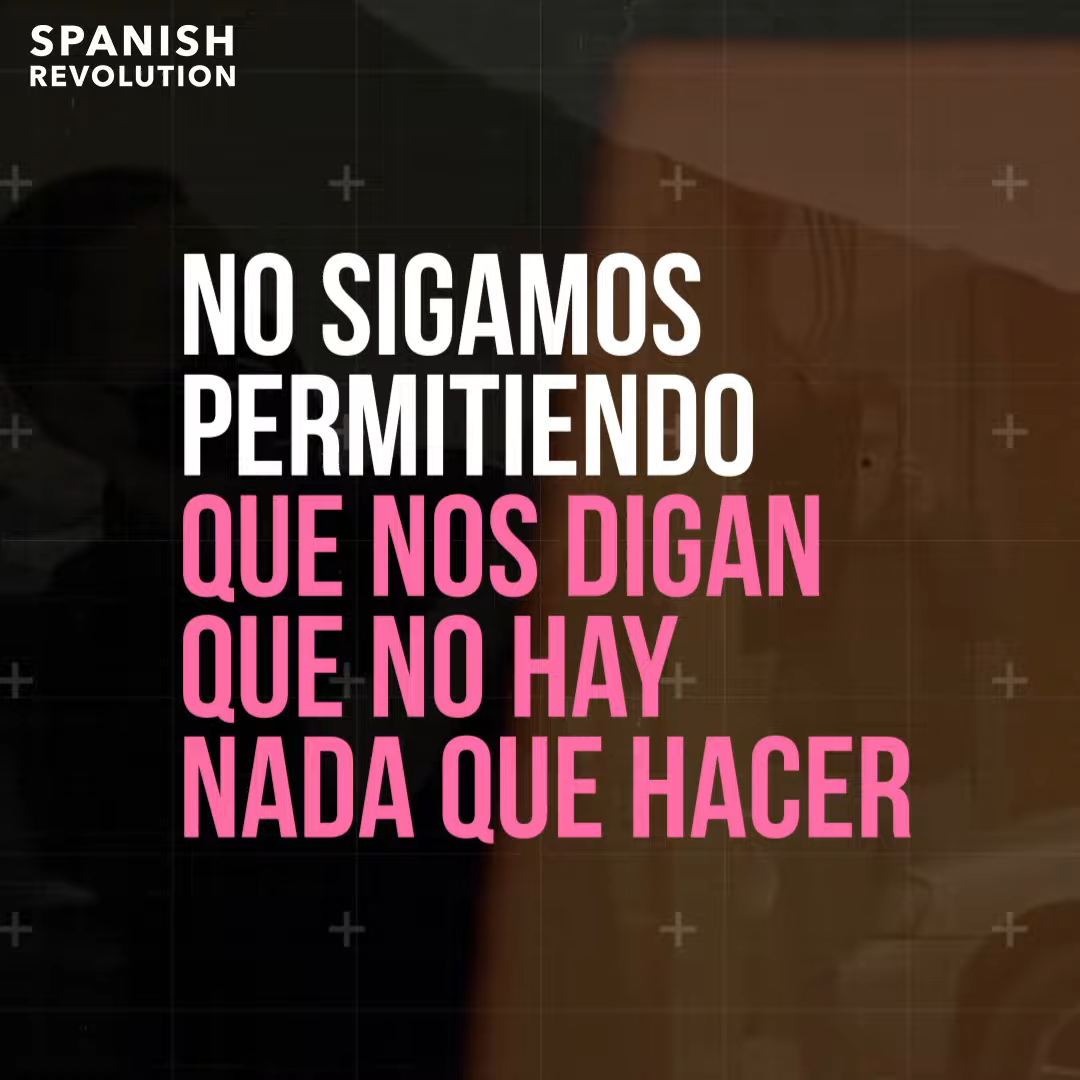 SPANISH
REVOLUTION
NO SIGAMOS
PERMITIENDO
QUE NOS DIGAN
QUE NO HAY
NADA QUE HACER